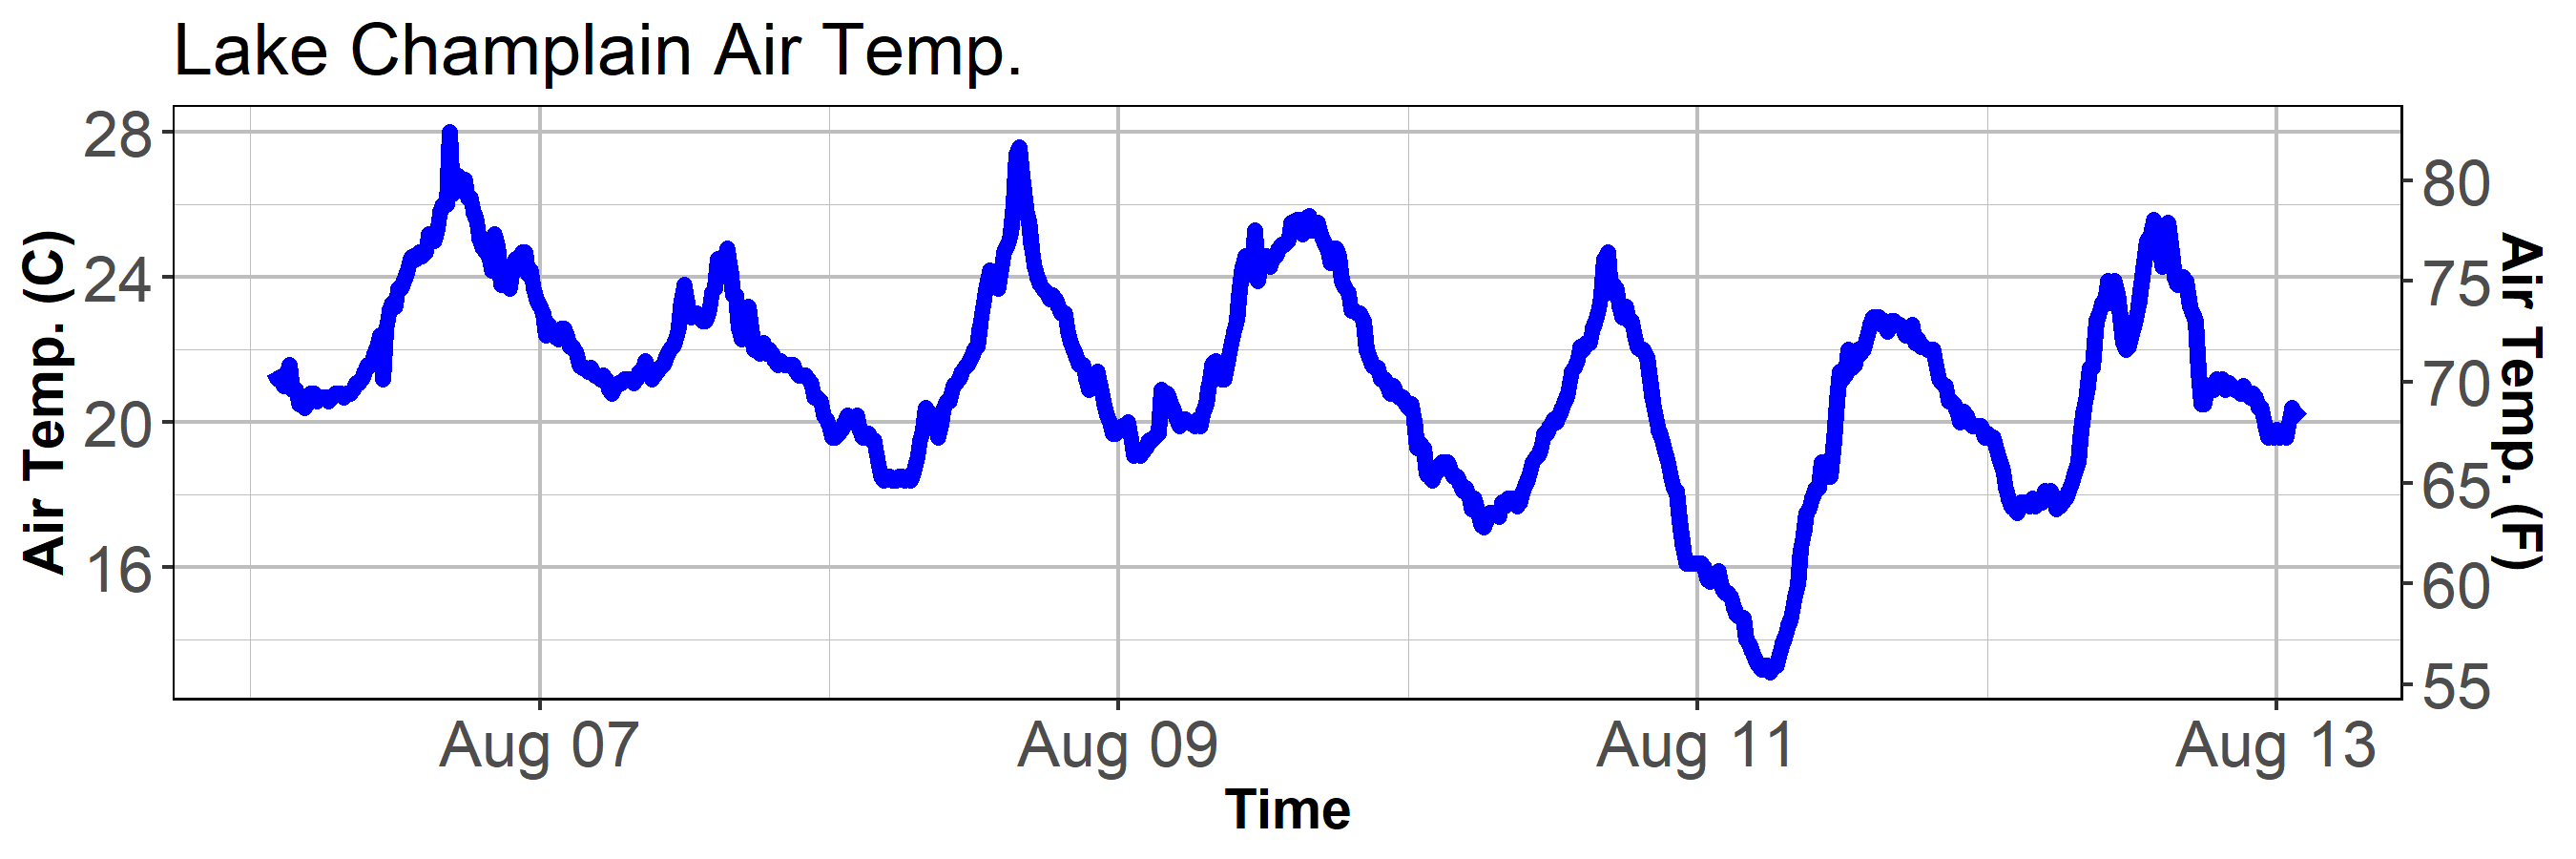 Lake Champlain Air Temp.
Air Temp. (C)
28
24
20
16
80
75
70
65
60
55
Air Temp. (F)
Aug 07 Aug 09 Aug 11 Aug 13
Time